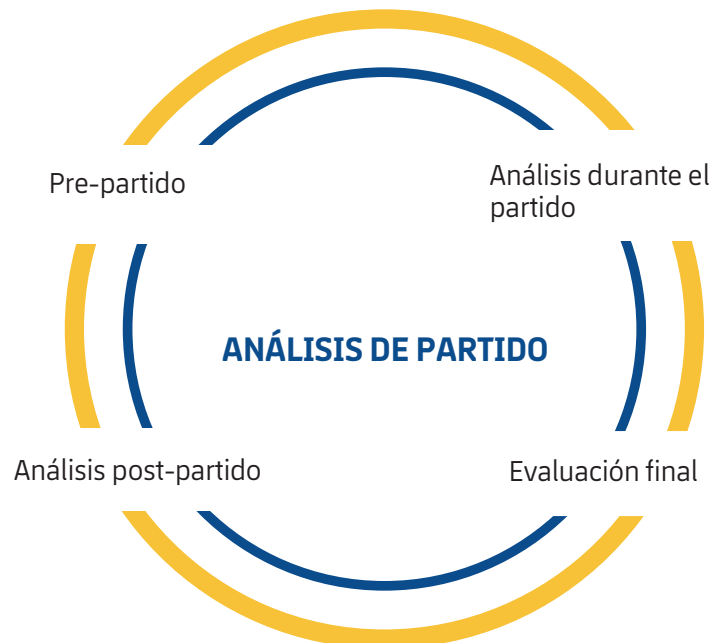 Pre-partido
Análisis durante el
partido
ANÁLISIS DE PARTIDO
Análisis post-partido
Evaluación final